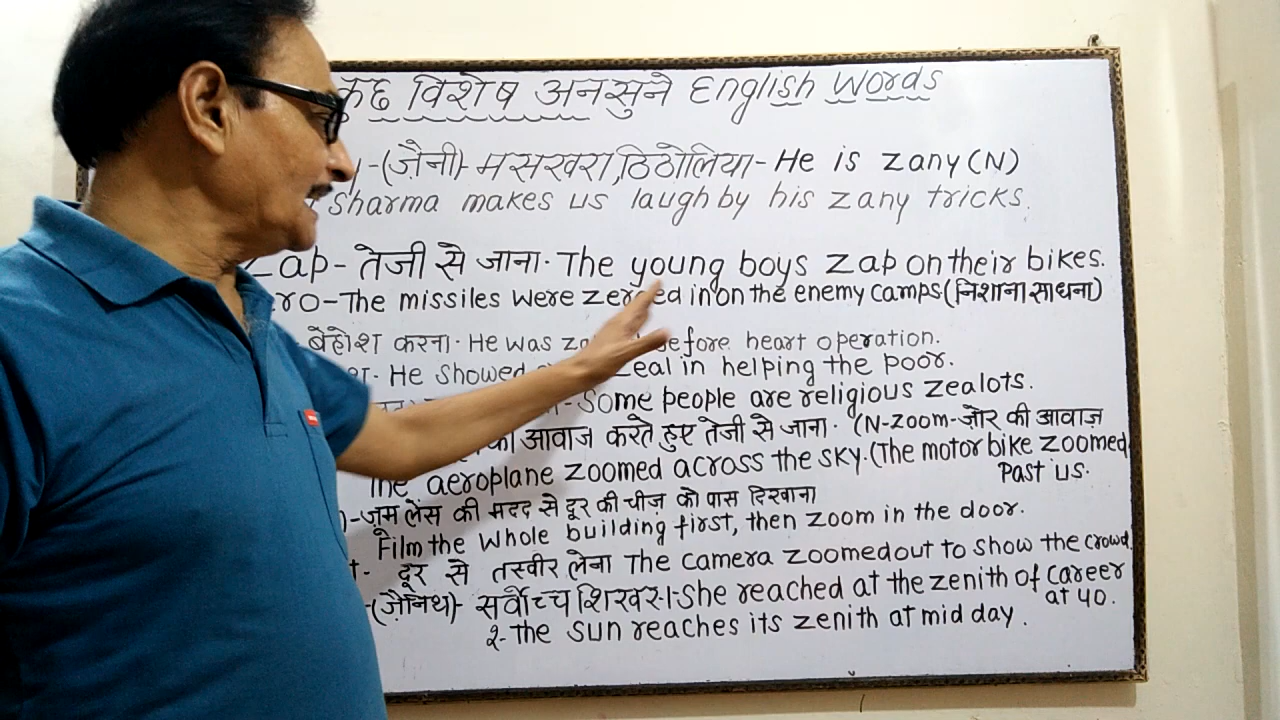 कुछ विशेष अनसुने English Words
(ज़ैनी)- मसखरा, ठिठोलिया- He is zany (N)
Sharma makes us laugh by his zany tricks.
Zap- तेजी से जाना. The young boys zap on their bikes.
The missiles were zeroed in on the enemy camps (निशाना साधना)
बेहोश करना. He was before heart operation.
He showed zeal in helping the poor.
Some people are religious zealots.
आवाज करते हुए तेजी से जाना. (N-zoom-ज़ोर की आवाज़
The aeroplane zoomed across the sky. (The motor bike zoomed
past us.
ज़ूम लेंस की मदद से दूर की चीज को पास दिखाना
Film the whole building first, then zoom in the door.
दूर से तस्वीर लेना The camera zoomed out to show the crowd.
(ज़ैनिथ)- सर्वोच्च शिखर. 1-She reached at the zenith of career
at 40.
2- The sun reaches its zenith at mid day.